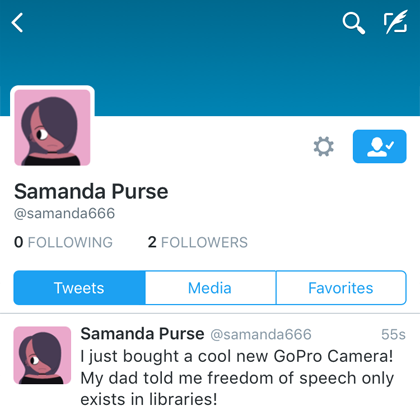 Samanda Purse
@samanda666
0 FOLLOWING 2 FOLLOWERS
Tweets Media Favorites
Samanda Purse @samanda666 55s
I just bought a cool new GoPro Camera!
My dad told me freedom of speech only
exists in libraries!